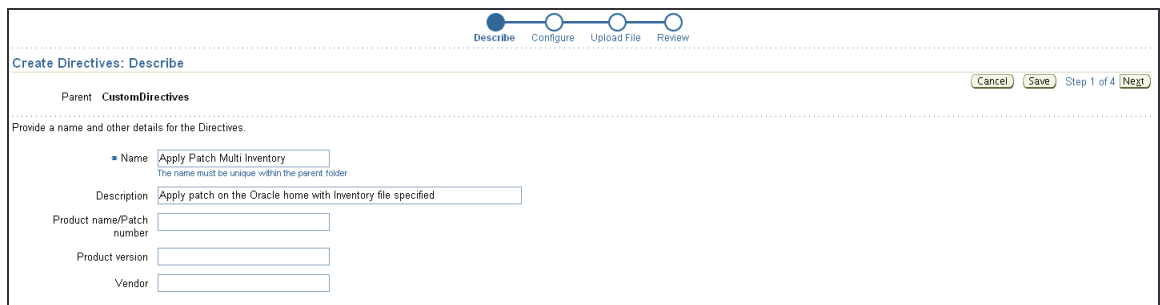 Describe Configure Upload File Review
Create Directives: Describe
Cancel Save Step 1 of 4 Next
Parent CustomDirectives
Provide a name and other details for the Directives.
Name Apply Patch Multi Inventory
The name must be unique within the parent folder
Description Apply patch on the Oracle home with Inventory file specified
Product name/Patch
number
Product version
Vendor